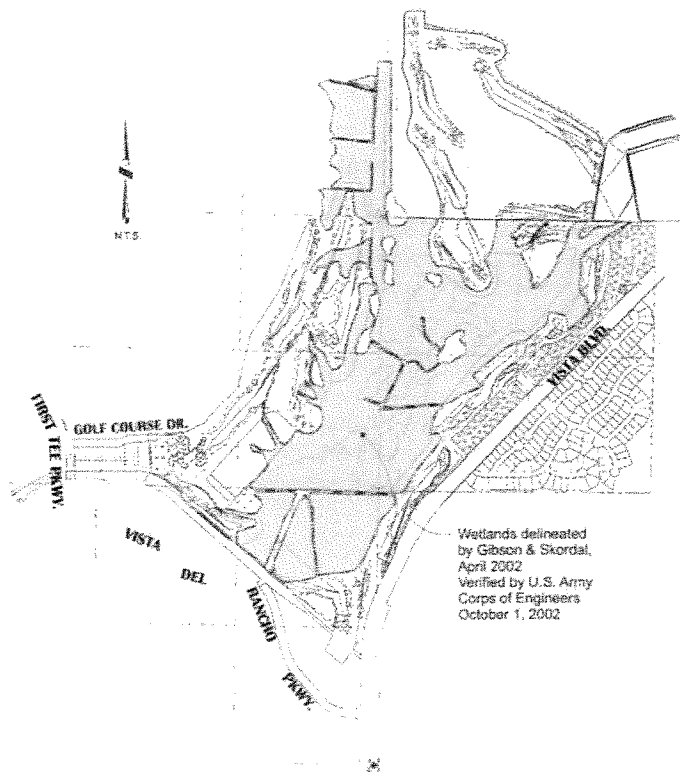 N.T.S.
VISTA BLVD.
FIRST TEE PKWY.
GOLF COURSE DR.
VISTA
DEL
RANCHO
PKWY.
Wetlands delineated
by Gibson & Skordal,
April 2002
Verified by U.S. Army
Corps of Engineers
October 1, 2002